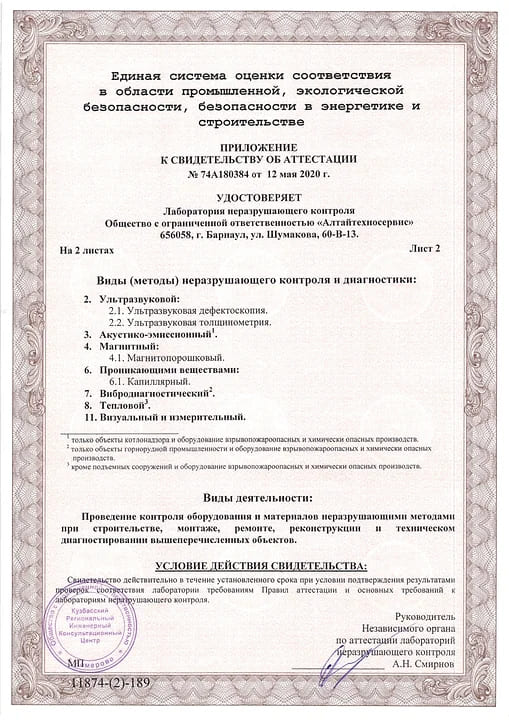 Единая система оценки соответствия
в области промышленной, экологической
безопасности, безопасности в энергетике и
строительстве
ПРИЛОЖЕНИЕ
К СВИДЕТЕЛЬСТВУ ОБ АТТЕСТАЦИИ
№ 74А180384 от 12 мая 2020 г.
УДОСТОВЕРЯЕТ
Лаборатория неразрушающего контроля
Общество с ограниченной ответственностью «Алтайтехносервис»
656058, г. Барнаул, ул. Шумакова, 60-В-13.
На 2 листах Лист 2
Виды (методы) неразрушающего контроля и диагностики:
2. Ультразвуковой:
2.1. Ультразвуковая дефектоскопия.
2.2. Ультразвуковая толщинометрия.
3. Акустико-эмиссионный¹.
4. Магнитный:
4.1. Магнитопорошковый.
6. Проникающими веществами:
6.1. Капиллярный.
7. Вибродиагностический².
8. Тепловой³.
11. Визуальный и измерительный.
¹ только объекты котлонадзора и оборудование взрывопожароопасных и химически опасных производств.
² только объекты горнорудной промышленности и оборудование взрывопожароопасных и химически опасных
производств.
³ кроме подъемных сооружений и оборудование взрывопожароопасных и химически опасных производств.
Виды деятельности:
Проведение контроля оборудования и материалов неразрушающими методами
при строительстве, монтаже, ремонте, реконструкции и техническом
диагностировании вышеперечисленных объектов.
УСЛОВИЕ ДЕЙСТВИЯ СВИДЕТЕЛЬСТВА:
Свидетельство действительно в течение установленного срока при условии подтверждения результатами
проверок соответствия лаборатории требованиям Правил аттестации и основных требований к
лабораториям неразрушающего контроля.
Руководитель
Независимого органа
по аттестации лабораторий
неразрушающего контроля
А.Н. Смирнов
Кузбасский
Региональный
Инженерный
Консультационный
Центр
МП
11874-(2)-189